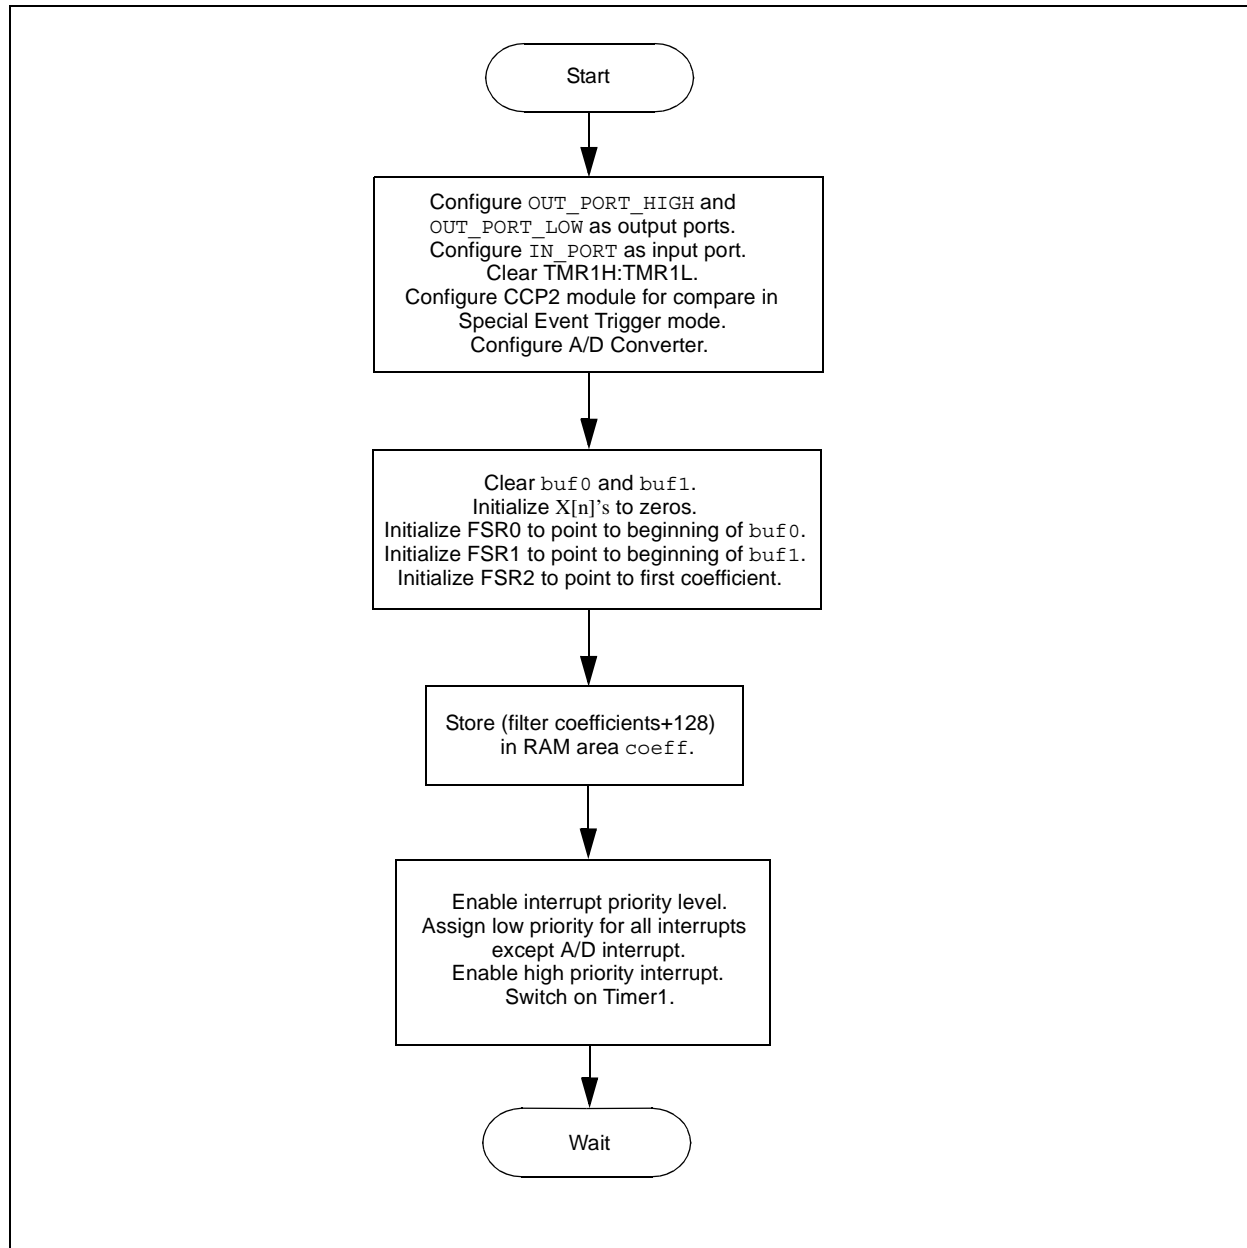 Start
Configure OUT_PORT_HIGH and
OUT_PORT_LOW as output ports.
Configure IN_PORT as input port.
Clear TMR1H:TMR1L.
Configure CCP2 module for compare in
Special Event Trigger mode.
Configure A/D Converter.
Clear buf0 and buf1.
Initialize X[n]'s to zeros.
Initialize FSR0 to point to beginning of buf0.
Initialize FSR1 to point to beginning of buf1.
Initialize FSR2 to point to first coefficient.
Store (filter coefficients+128)
in RAM area coeff.
Enable interrupt priority level.
Assign low priority for all interrupts
except A/D interrupt.
Enable high priority interrupt.
Switch on Timer1.
Wait